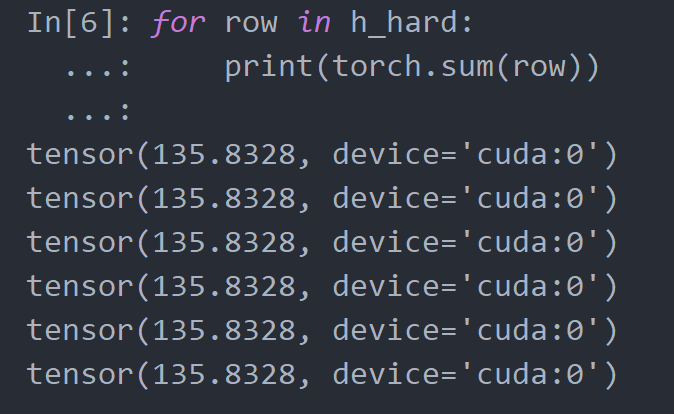 In[6]: for row in h_hard:
  ...:     print(torch.sum(row))
  ...:
tensor(135.8328, device='cuda:0')
tensor(135.8328, device='cuda:0')
tensor(135.8328, device='cuda:0')
tensor(135.8328, device='cuda:0')
tensor(135.8328, device='cuda:0')
tensor(135.8328, device='cuda:0')